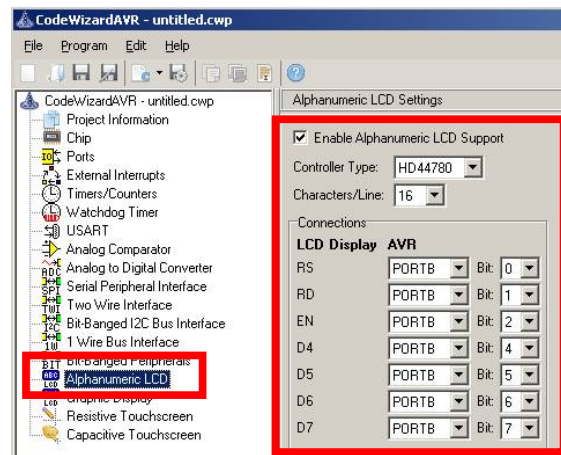 CodeWizardAVR - untitled.cwp
File Program Edit Help
CodeWizardAVR - untitled.cwp
Project Information
Chip
Ports
External Interrupts
Timers/Counters
Watchdog Timer
USART
Analog Comparator
Analog to Digital Converter
Serial Peripheral Interface
Two Wire Interface
Bit-Banged I2C Bus Interface
1 Wire Bus Interface
Bit-Banged Peripherals
Alphanumeric LCD
Graphic Display
Resistive Touchscreen
Capacitive Touchscreen
Alphanumeric LCD Settings
Enable Alphanumeric LCD Support
Controller Type: HD44780
Characters/Line: 16
Connections
LCD Display AVR
RS PORTB Bit: 0
RD PORTB Bit: 1
EN PORTB Bit: 2
D4 PORTB Bit: 4
D5 PORTB Bit: 5
D6 PORTB Bit: 6
D7 PORTB Bit: 7